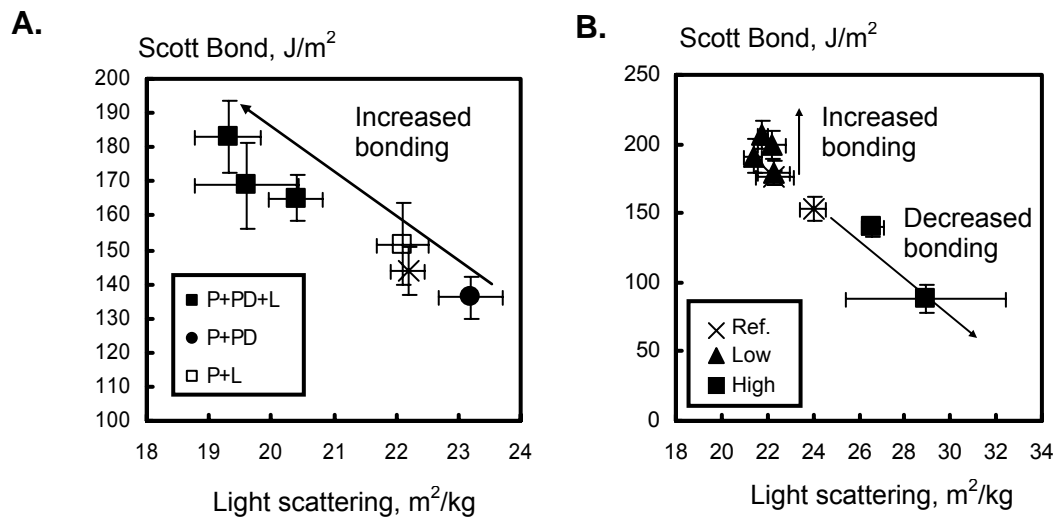 A.
Scott Bond, J/m²
200
190
180
170
160
150
140
130
120
110
100
Increased
bonding
P+PD+L
P+PD
P+L
18 19 20 21 22 23 24
Light scattering, m²/kg
B.
Scott Bond, J/m²
250
200
150
100
50
0
Increased
bonding
Decreased
bonding
Ref.
Low
High
18 20 22 24 26 28 30 32 34
Light scattering, m²/kg